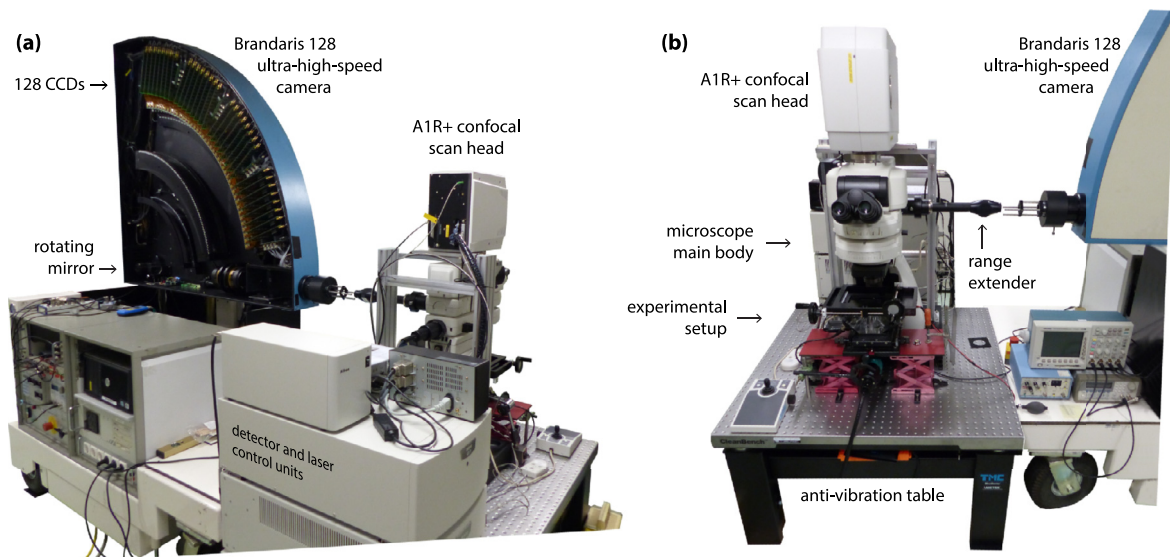 (a)
Brandaris 128
ultra-high-speed
camera
128 CCDs →
A1R+ confocal
scan head
rotating
mirror →
detector and laser
control units
(b)
Brandaris 128
ultra-high-speed
camera
A1R+ confocal
scan head
microscope →
main body
range
extender
experimental
setup →
CleanBench
TMC
anti-vibration table